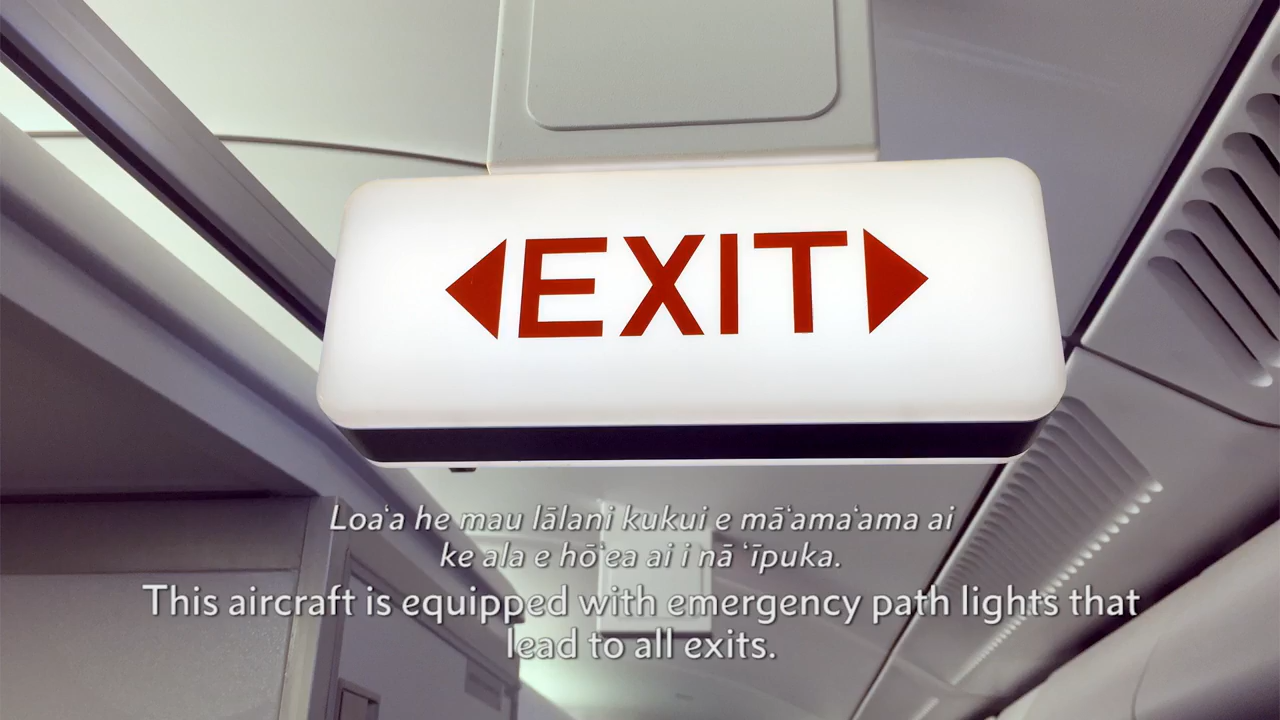 EXIT
Loaʻa he mau lālani kukui e māʻamaʻama ai
ke ala e hōʻea ai i nā ʻīpuka.
This aircraft is equipped with emergency path lights that
lead to all exits.